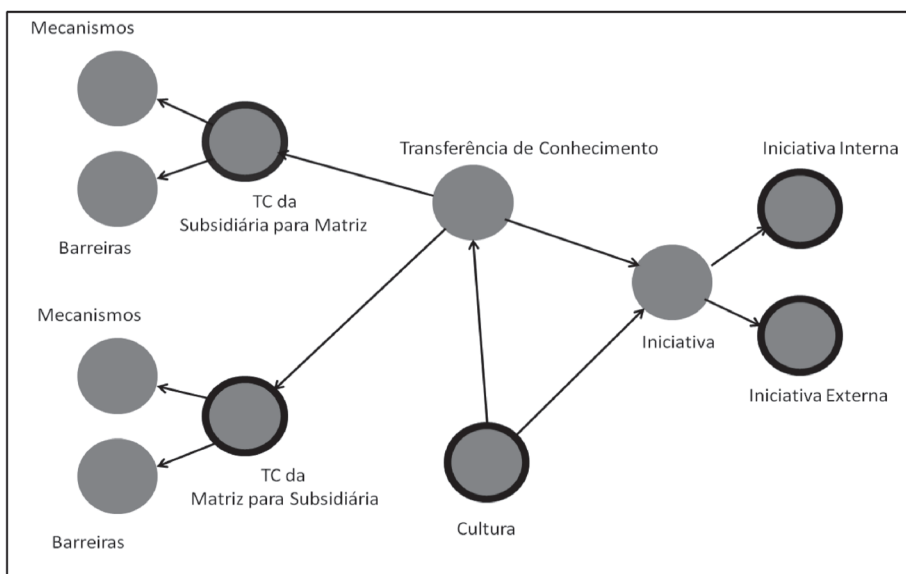 Mecanismos
Transferência de Conhecimento
Iniciativa Interna
TC da
Subsidiária para Matriz
Barreiras
Mecanismos
Iniciativa
Iniciativa Externa
TC da
Matriz para Subsidiária
Cultura
Barreiras